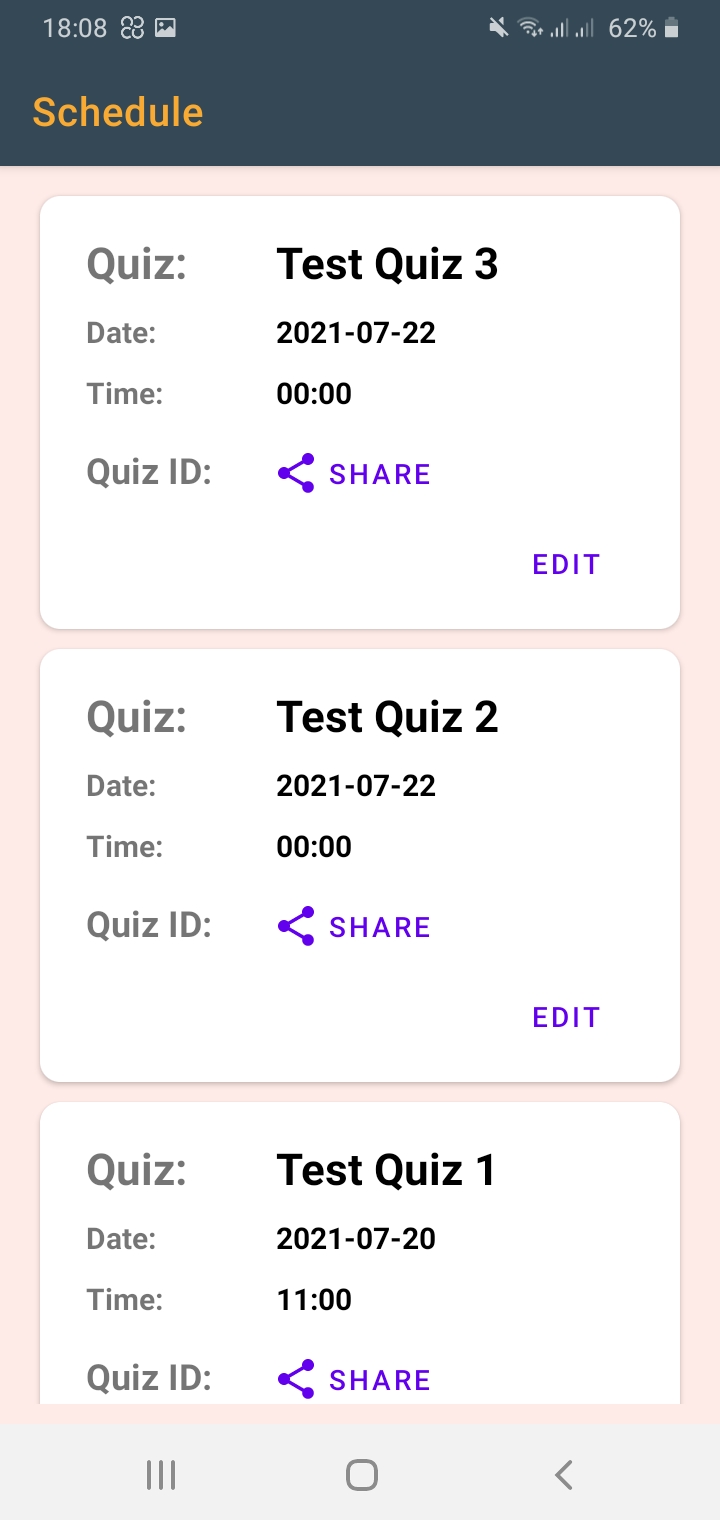 18:08 62%
Schedule
Quiz: Test Quiz 3
Date: 2021-07-22
Time: 00:00
Quiz ID: SHARE
EDIT
Quiz: Test Quiz 2
Date: 2021-07-22
Time: 00:00
Quiz ID: SHARE
EDIT
Quiz: Test Quiz 1
Date: 2021-07-20
Time: 11:00
Quiz ID: SHARE